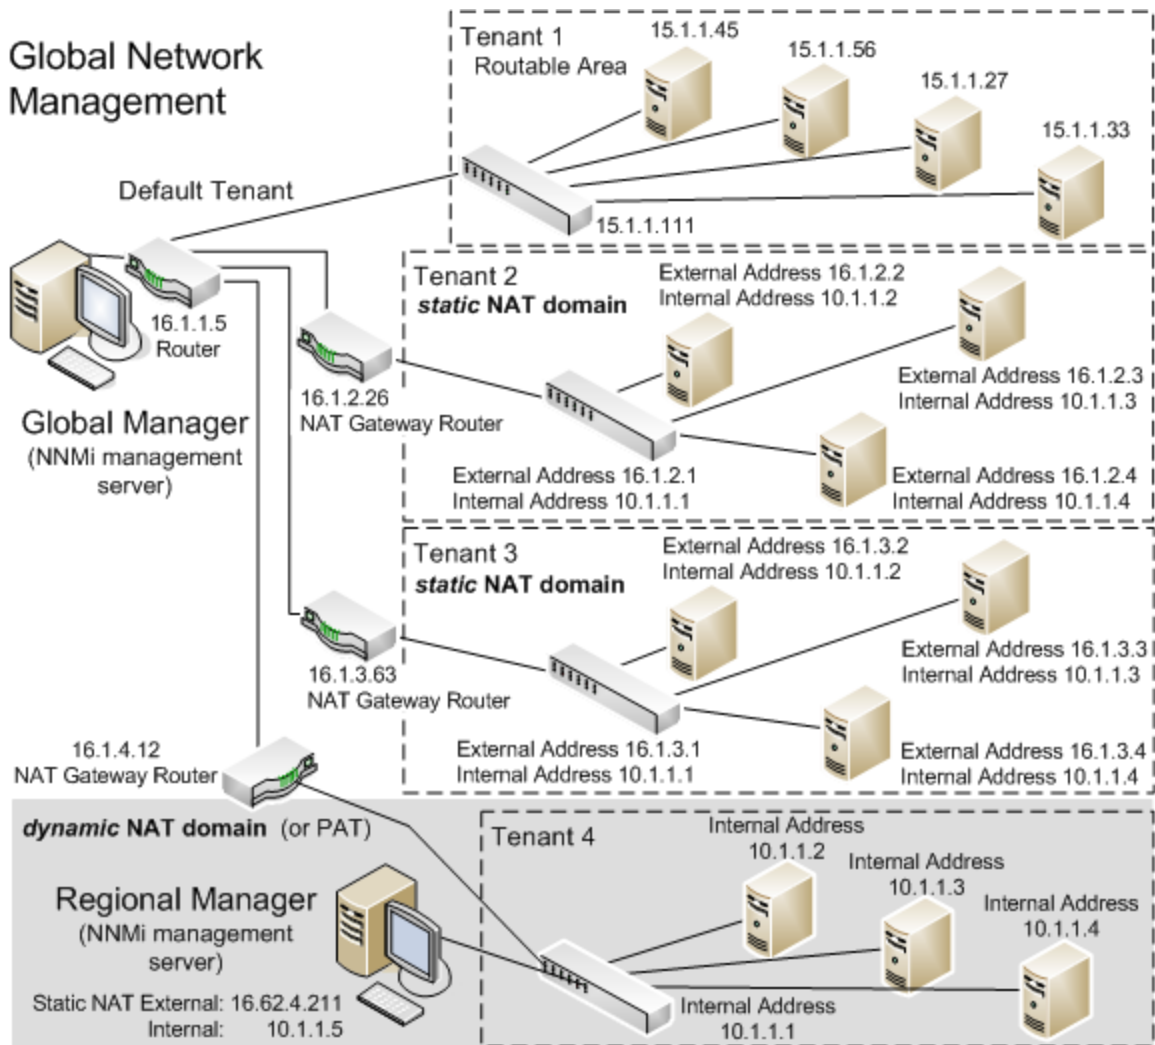 Global Network
Management
Default Tenant
16.1.1.5
Router
Global Manager
(NNMi management
server)
Tenant 1
Routable Area
15.1.1.45
15.1.1.56
15.1.1.27
15.1.1.33
15.1.1.111
Tenant 2
static NAT domain
External Address 16.1.2.2
Internal Address 10.1.1.2
External Address 16.1.2.3
Internal Address 10.1.1.3
16.1.2.26
NAT Gateway Router
External Address 16.1.2.1
Internal Address 10.1.1.1
External Address 16.1.2.4
Internal Address 10.1.1.4
Tenant 3
static NAT domain
External Address 16.1.3.2
Internal Address 10.1.1.2
External Address 16.1.3.3
Internal Address 10.1.1.3
16.1.3.63
NAT Gateway Router
External Address 16.1.3.1
Internal Address 10.1.1.1
External Address 16.1.3.4
Internal Address 10.1.1.4
16.1.4.12
NAT Gateway Router
dynamic NAT domain (or PAT)
Regional Manager
(NNMi management
server)
Static NAT External: 16.62.4.211
Internal: 10.1.1.5
Tenant 4
Internal Address
10.1.1.2
Internal Address
10.1.1.3
Internal Address
10.1.1.4
Internal Address
10.1.1.1